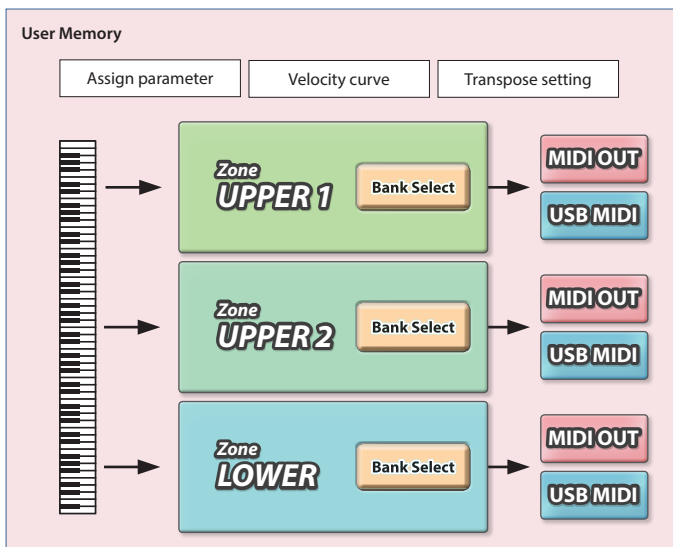 User Memory
Assign parameter
Velocity curve
Transpose setting
Zone
UPPER 1
Bank Select
MIDI OUT
USB MIDI
Zone
UPPER 2
Bank Select
MIDI OUT
USB MIDI
Zone
LOWER
Bank Select
MIDI OUT
USB MIDI